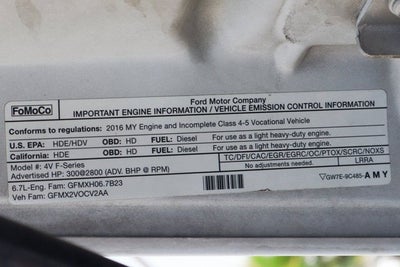 FoMoCo
Ford Motor Company
IMPORTANT ENGINE INFORMATION / VEHICLE EMISSION CONTROL INFORMATION
Conforms to regulations: 2016 MY Engine and Incomplete Class 4-5 Vocational Vehicle
U.S. EPA: HDE/HDV OBD: HD FUEL: Diesel For use as a light heavy-duty engine.
California: HDE OBD: HD FUEL: Diesel For use as a light heavy-duty engine.
Model #: 4V F-Series TC/DFI/CAC/EGR/EGRC/OC/PTOX/SCRC/NOXS
Advertised HP: 300@2800 (ADV. BHP @ RPM) No adjustments needed. LRRA
6.7L-Eng. Fam: GFMXH06.7B23
Veh Fam: GFMX2VOCV2AA
GW7E-9C485-AMY